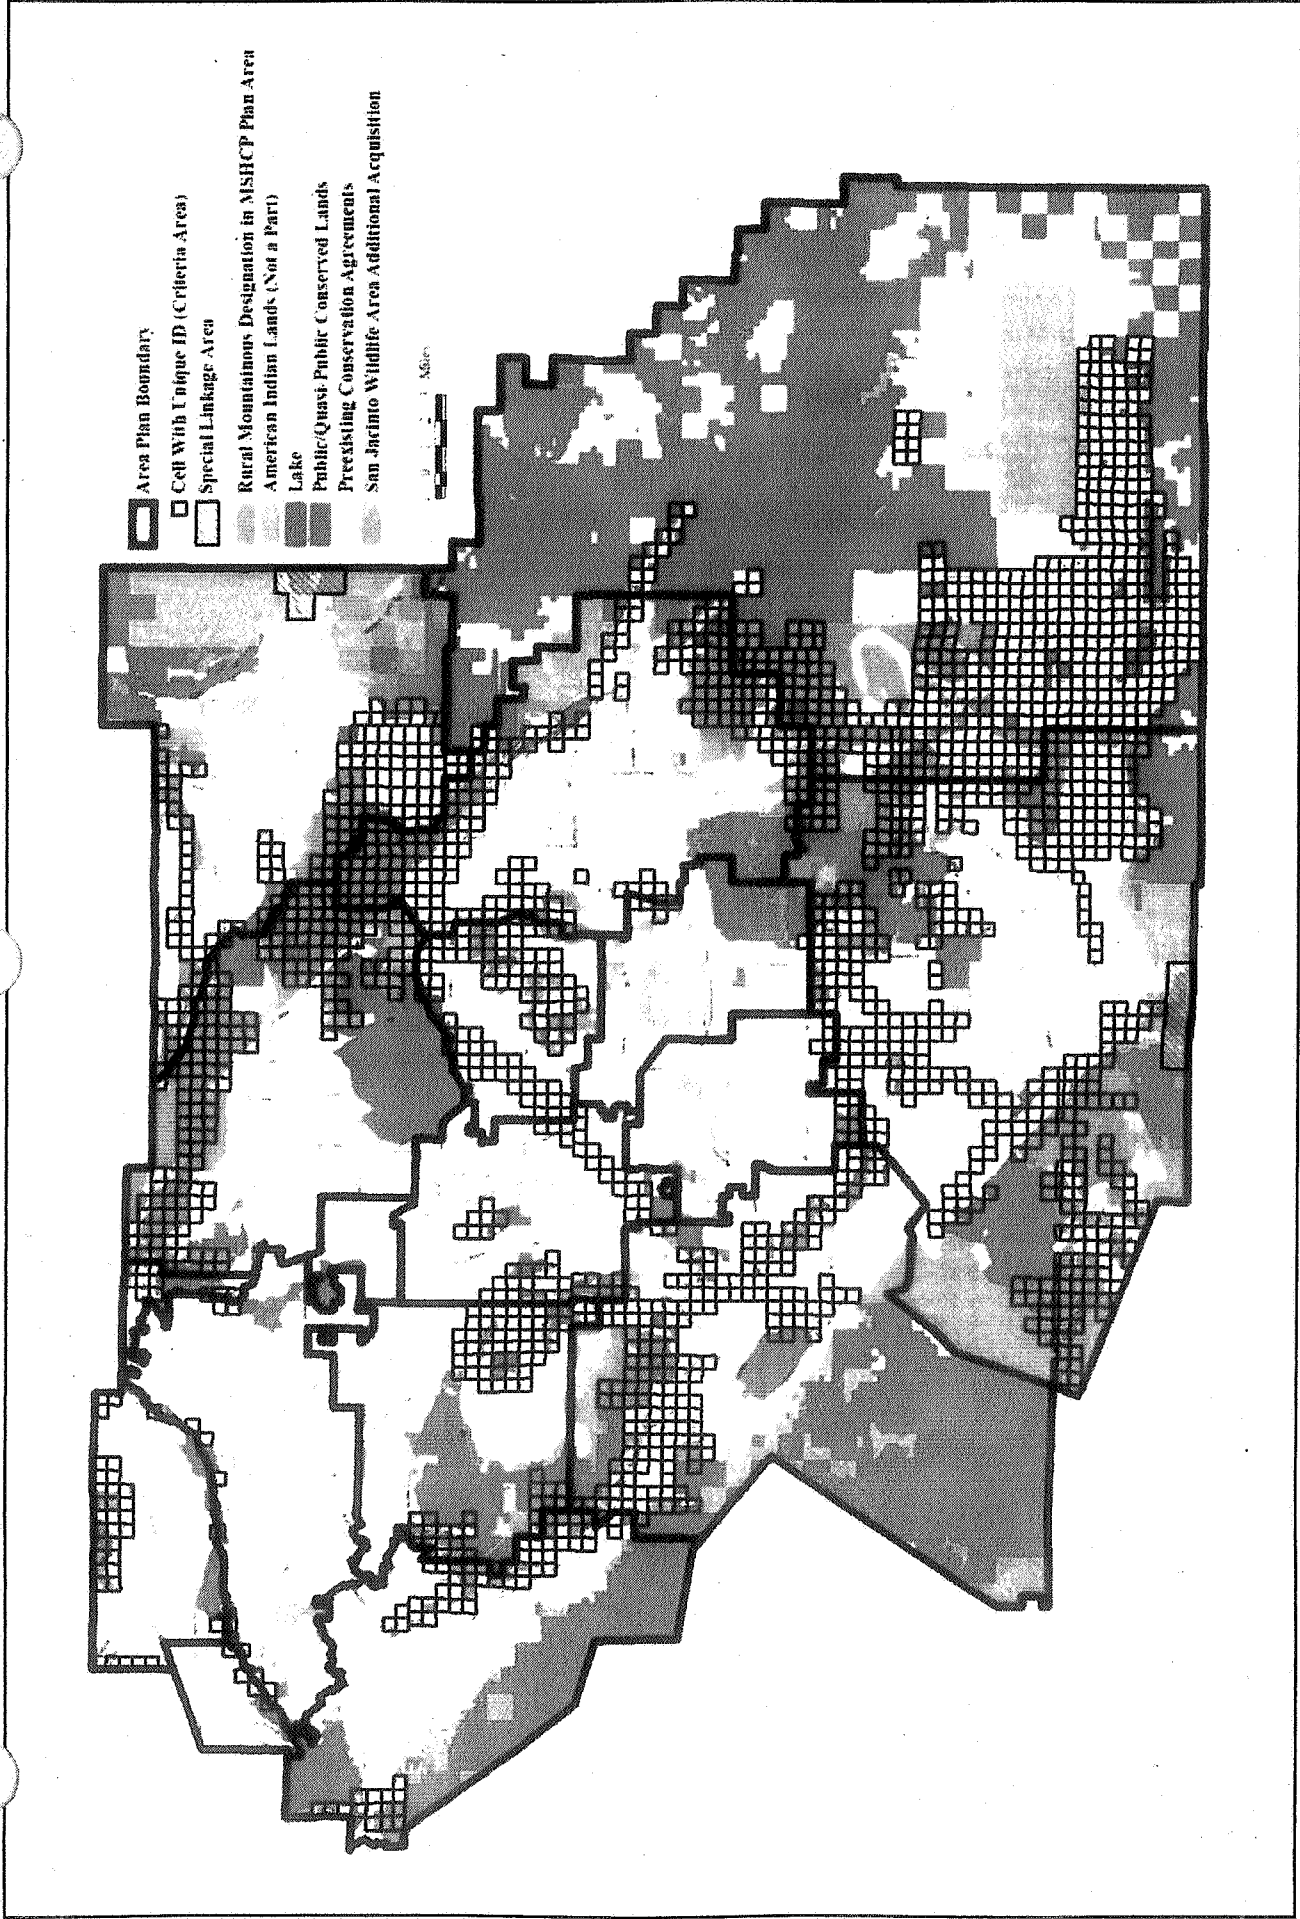 Area Plan Boundary
Cell With Unique ID (Criteria Area)
Special Linkage Area
Rural Mountainous Designation in MSHCP Plan Area
American Indian Lands (Not a Part)
Lake
Public/Quasi-Public Conserved Lands
Preexisting Conservation Agreements
San Jacinto Wildlife Area Additional Acquisition
Miles